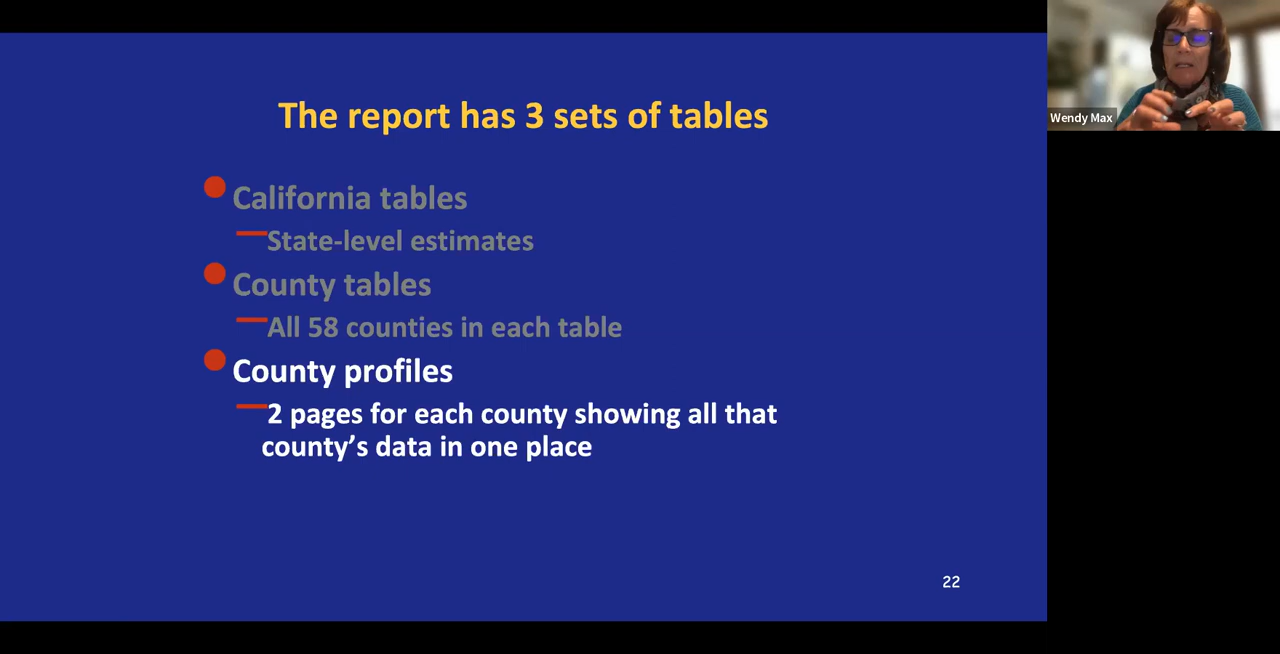 The report has 3 sets of tables
California tables
State-level estimates
County tables
All 58 counties in each table
County profiles
2 pages for each county showing all that
county’s data in one place
22
Wendy Max